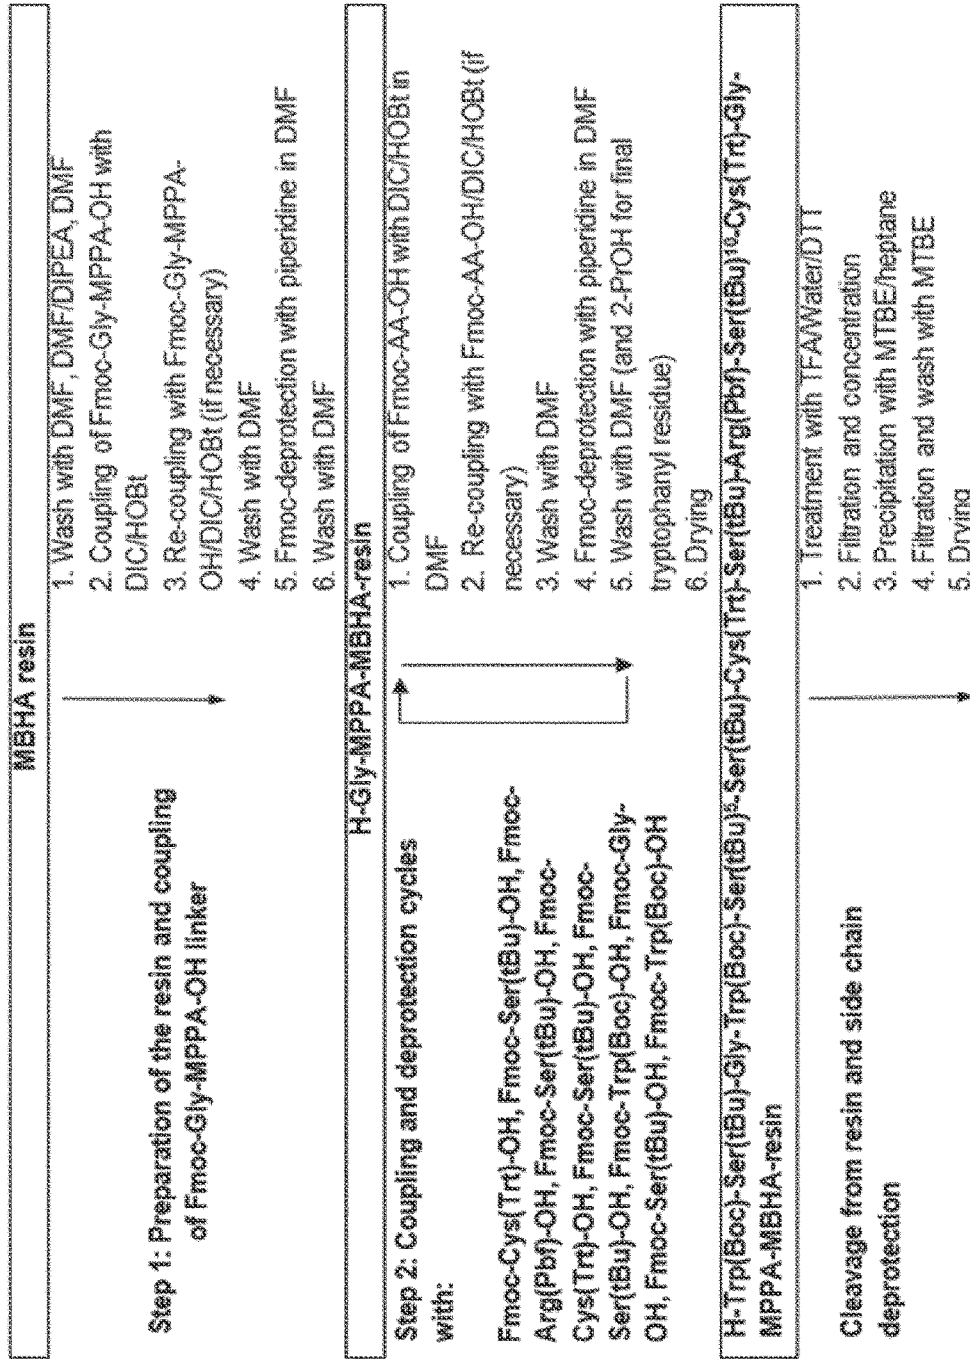 MBHA resin
Step 1: Preparation of the resin and coupling
of Fmoc-Gly-MPPA-OH linker
1. Wash with DMF, DMF/DIPEA, DMF
2. Coupling of Fmoc-Gly-MPPA-OH with
DIC/HOBt
3. Re-coupling with Fmoc-Gly-MPPA-
OH/DIC/HOBt (if necessary)
4. Wash with DMF
5. Fmoc-deprotection with piperidine in DMF
6. Wash with DMF
H-Gly-MPPA-MBHA-resin
Step 2: Coupling and deprotection cycles
with:
Fmoc-Cys(Trt)-OH, Fmoc-Ser(tBu)-OH, Fmoc-
Arg(Pbf)-OH, Fmoc-Ser(tBu)-OH, Fmoc-
Cys(Trt)-OH, Fmoc-Ser(tBu)-OH, Fmoc-
Ser(tBu)-OH, Fmoc-Trp(Boc)-OH, Fmoc-Gly-
OH, Fmoc-Ser(tBu)-OH, Fmoc-Trp(Boc)-OH
1. Coupling of Fmoc-AA-OH with DIC/HOBt in
DMF
2. Re-coupling with Fmoc-AA-OH/DIC/HOBt (if
necessary)
3. Wash with DMF
4. Fmoc-deprotection with piperidine in DMF
5. Wash with DMF (and 2-PrOH for final
tryptophanyl residue)
6. Drying
H-Trp(Boc)-Ser(tBu)-Gly-Trp(Boc)-Ser(tBu)⁵-Ser(tBu)-Cys(Trt)-Ser(tBu)-Arg(Pbf)-Ser(tBu)¹⁰-Cys(Trt)-Gly-
MPPA-MBHA-resin
Cleavage from resin and side chain
deprotection
1. Treatment with TFA/Water/DTT
2. Filtration and concentration
3. Precipitation with MTBE/heptane
4. Filtration and wash with MTBE
5. Drying